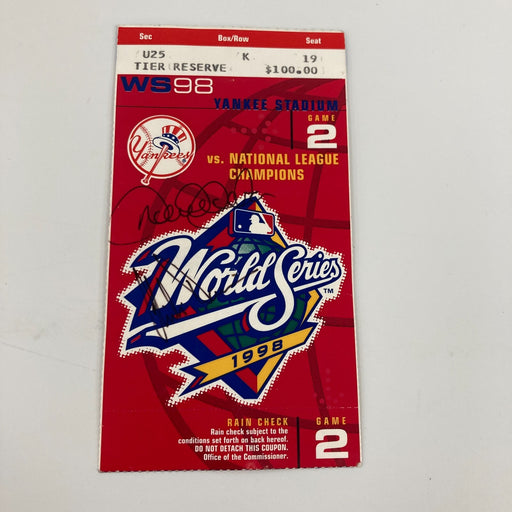 Sec Box/Row Seat
U25 K 19
TIER RESERVE $100.00
WS98
YANKEE STADIUM
GAME
2
Yankees
vs. NATIONAL LEAGUE
CHAMPIONS
World Series
TM
1998
RAIN CHECK
Rain check subject to the
conditions set forth on back hereof.
DO NOT DETACH THIS COUPON.
Office of the Commissioner.
GAME
2